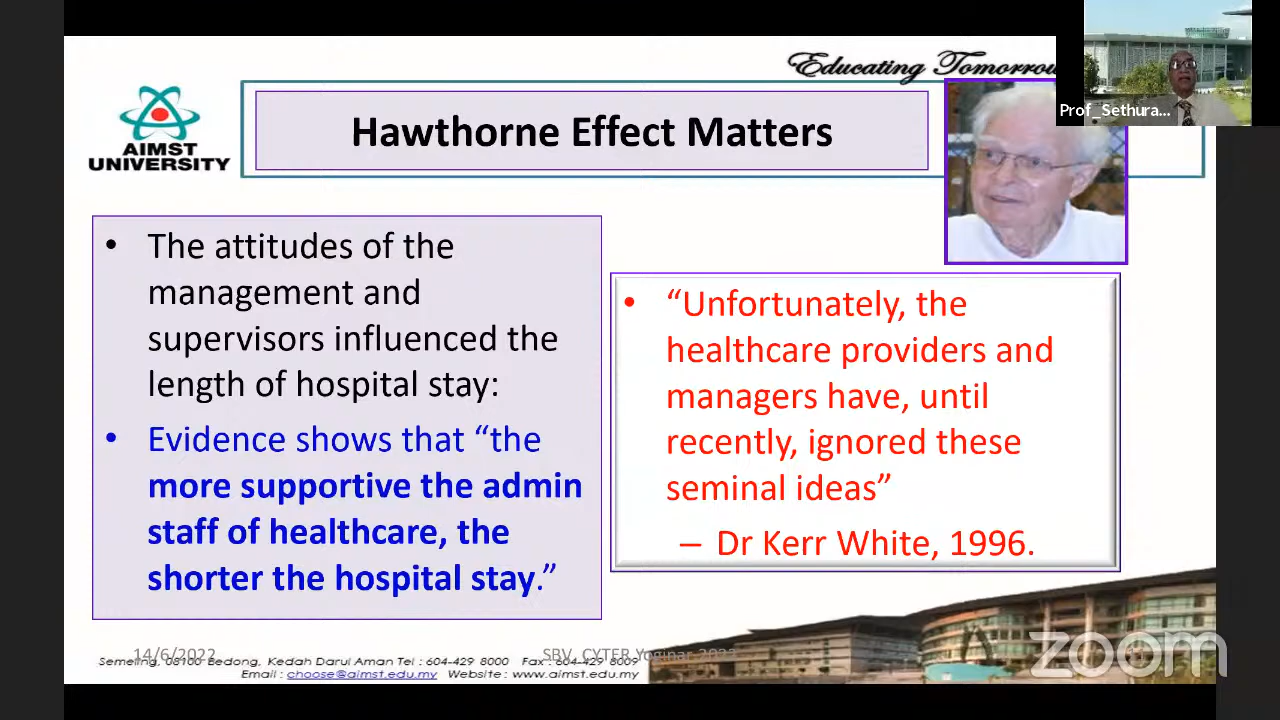 Educating Tomorrow
Prof_Sethura...
AIMST
UNIVERSITY
Hawthorne Effect Matters
• The attitudes of the
management and
supervisors influenced the
length of hospital stay:
• Evidence shows that “the
more supportive the admin
staff of healthcare, the
shorter the hospital stay.”
• “Unfortunately, the
healthcare providers and
managers have, until
recently, ignored these
seminal ideas”
– Dr Kerr White, 1996.
14/6/2022
SBV, CYTER Yoginar 2022
Semeling, 08100 Bedong, Kedah Darul Aman Tel : 604-429 8000 Fax : 604-429 8009
Email : choose@aimst.edu.my Website : www.aimst.edu.my
zoom